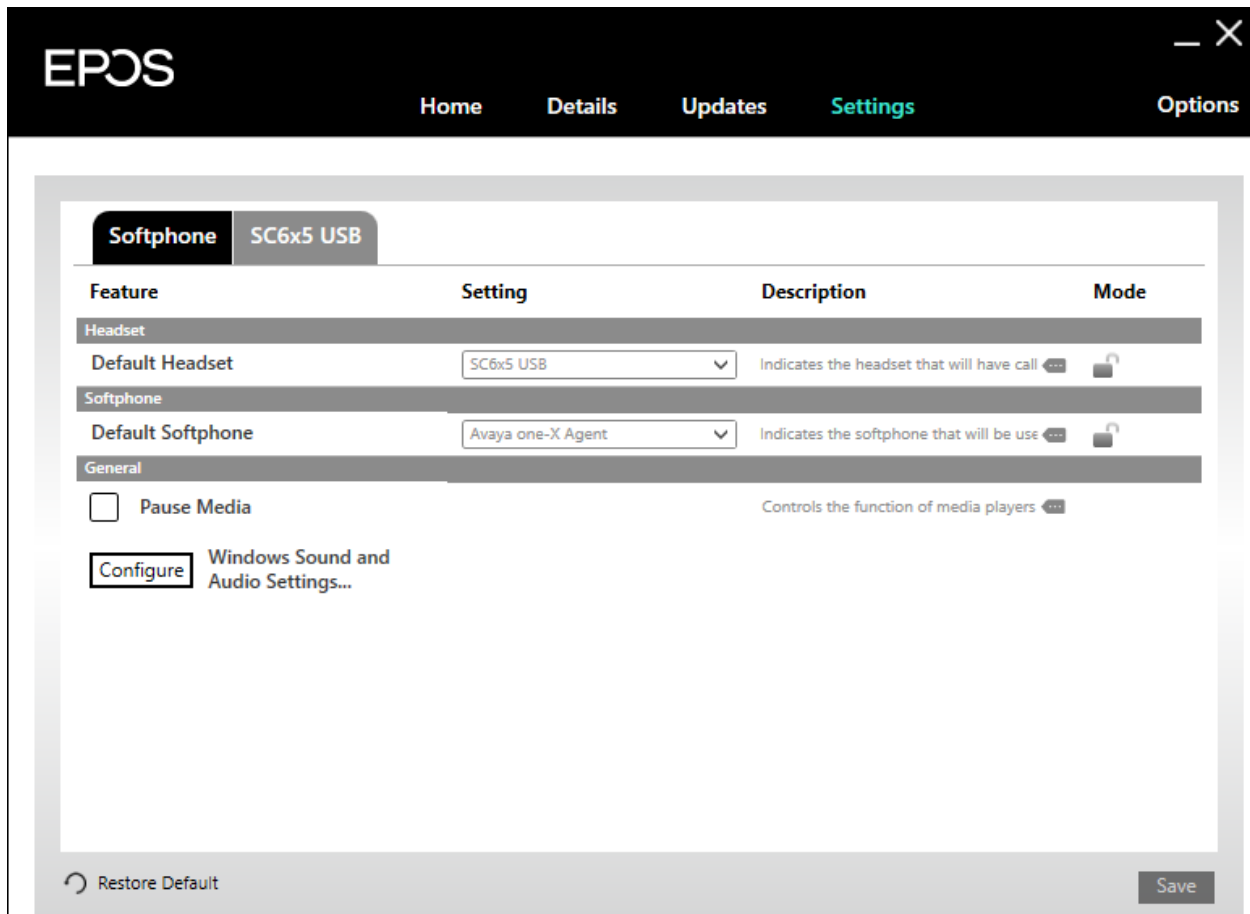 EPOS
Home Details Updates Settings Options
Softphone SC6x5 USB
Feature Setting Description Mode
Headset
Default Headset SC6x5 USB Indicates the headset that will have call
Softphone
Default Softphone Avaya one-X Agent Indicates the softphone that will be use
General
Pause Media Controls the function of media players
Configure Windows Sound and
Audio Settings...
Restore Default Save